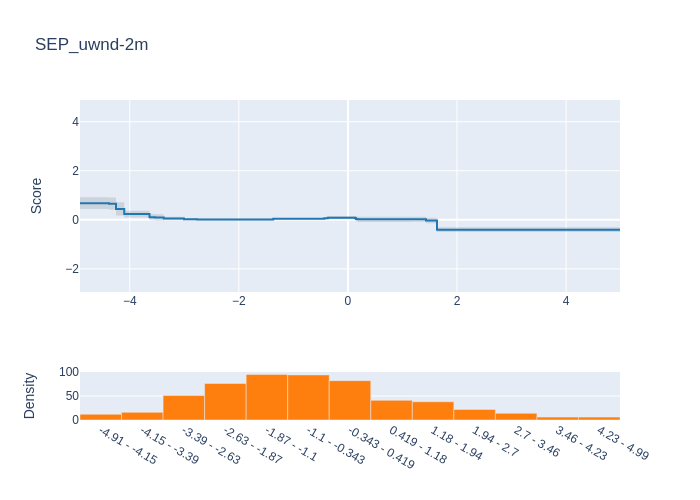 SEP_uwnd-2m
Score
4
2
0
−2
−4
−2
0
2
4
Density
100
50
0
-4.91 - -4.15
-4.15 - -3.39
-3.39 - -2.63
-2.63 - -1.87
-1.87 - -1.1
-1.1 - -0.343
-0.343 - 0.419
0.419 - 1.18
1.18 - 1.94
1.94 - 2.7
2.7 - 3.46
3.46 - 4.23
4.23 - 4.99